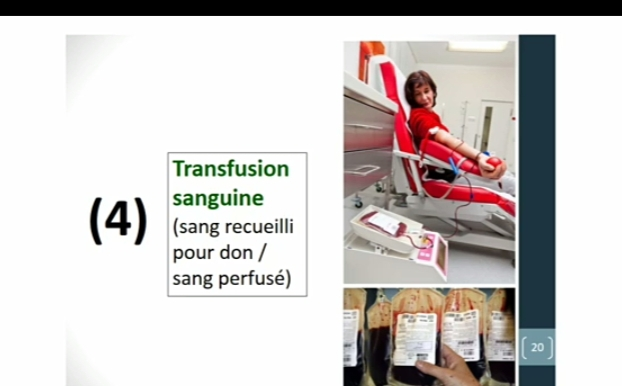 (4)
Transfusion
sanguine
(sang recueilli
pour don /
sang perfusé)
20